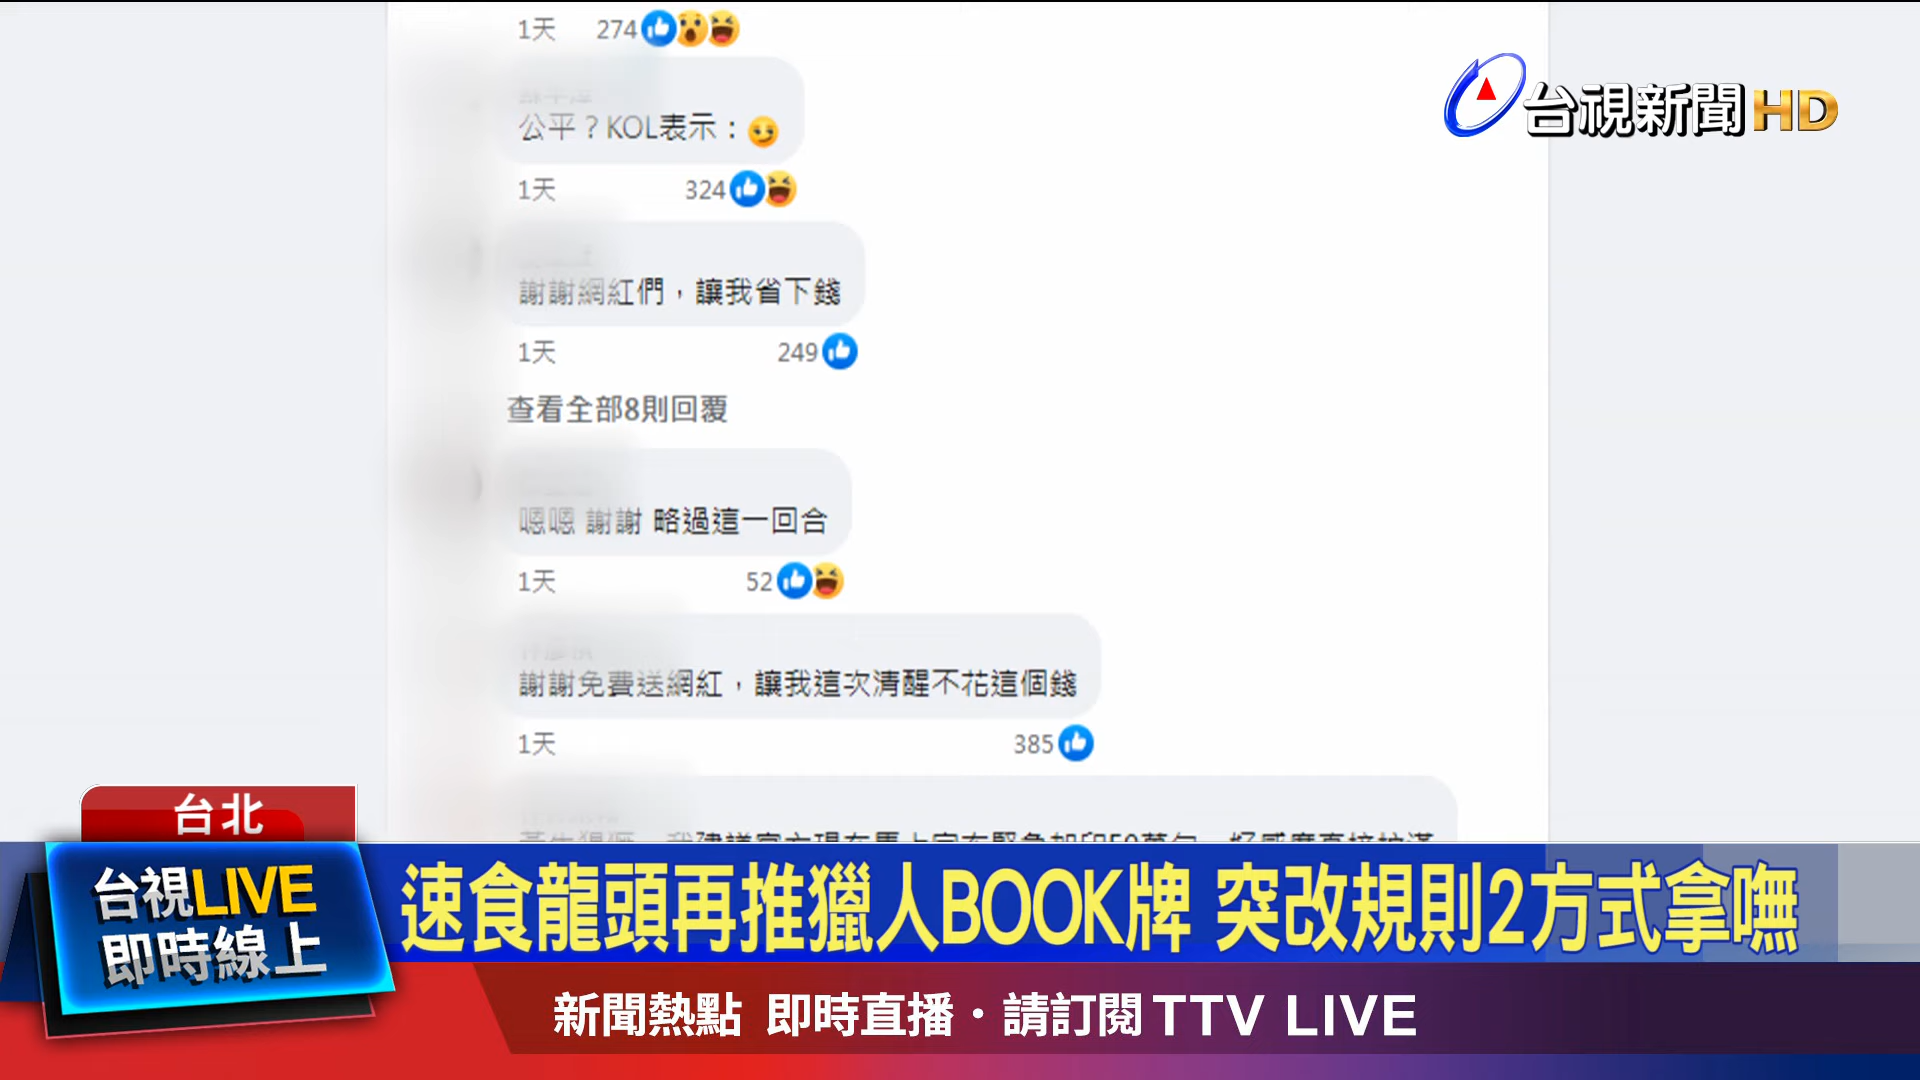 1天 274
公平？KOL表示：
1天 324
謝謝網紅們，讓我省下錢
1天 249
查看全部8則回覆
嗯嗯 謝謝 略過這一回合
1天 52
謝謝免費送網紅，讓我這次清醒不花這個錢
1天 385
台視新聞HD
台北
台視LIVE
即時線上
速食龍頭再推獵人BOOK牌 突改規則2方式拿嘸
新聞熱點 即時直播・請訂閱TTV LIVE